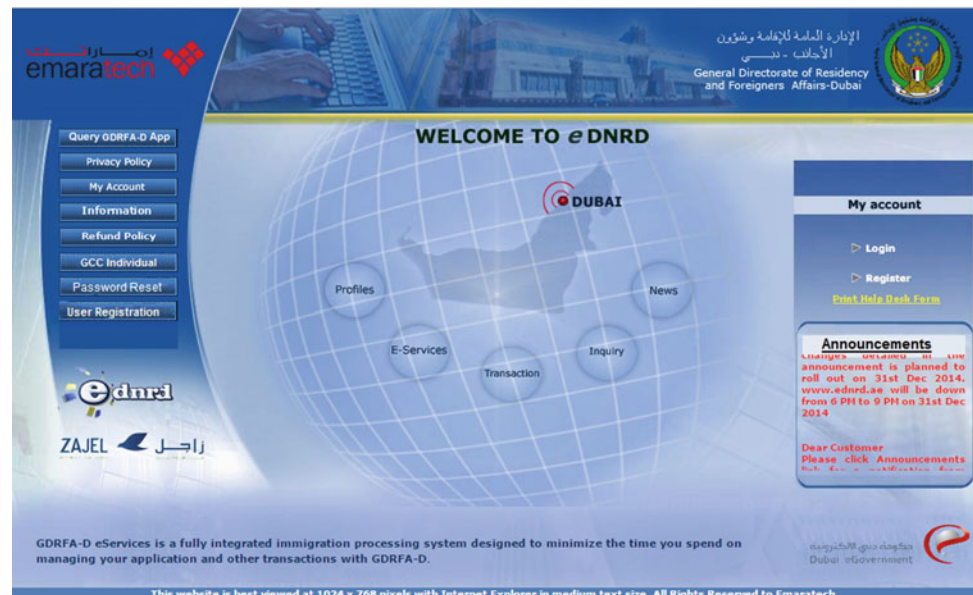 إمــاراتــك
emaratech
الإدارة العامة للإقامة وشؤون
الأجانب - دبـــي
General Directorate of Residency
and Foreigners Affairs-Dubai
WELCOME TO e DNRD
Query GDRFA-D App
Privacy Policy
My Account
Information
Refund Policy
GCC Individual
Password Reset
User Registration
ednrd
ZAJEL زاجل
DUBAI
Profiles
E-Services
Transaction
Inquiry
News
My account
Login
Register
Print Help Desk Form
Announcements
changes detailed in the
announcement is planned to
roll out on 31st Dec 2014.
www.ednrd.ae will be down
from 6 PM to 9 PM on 31st Dec
2014
Dear Customer
Please click Announcements
link for a notification from
GDRFA-D eServices is a fully integrated immigration processing system designed to minimize the time you spend on
managing your application and other transactions with GDRFA-D.
حكومة دبي الالكترونية
Dubai eGovernment
This website is best viewed at 1024 x 768 pixels with Internet Explorer in medium text size. All Rights Reserved to Emaratech